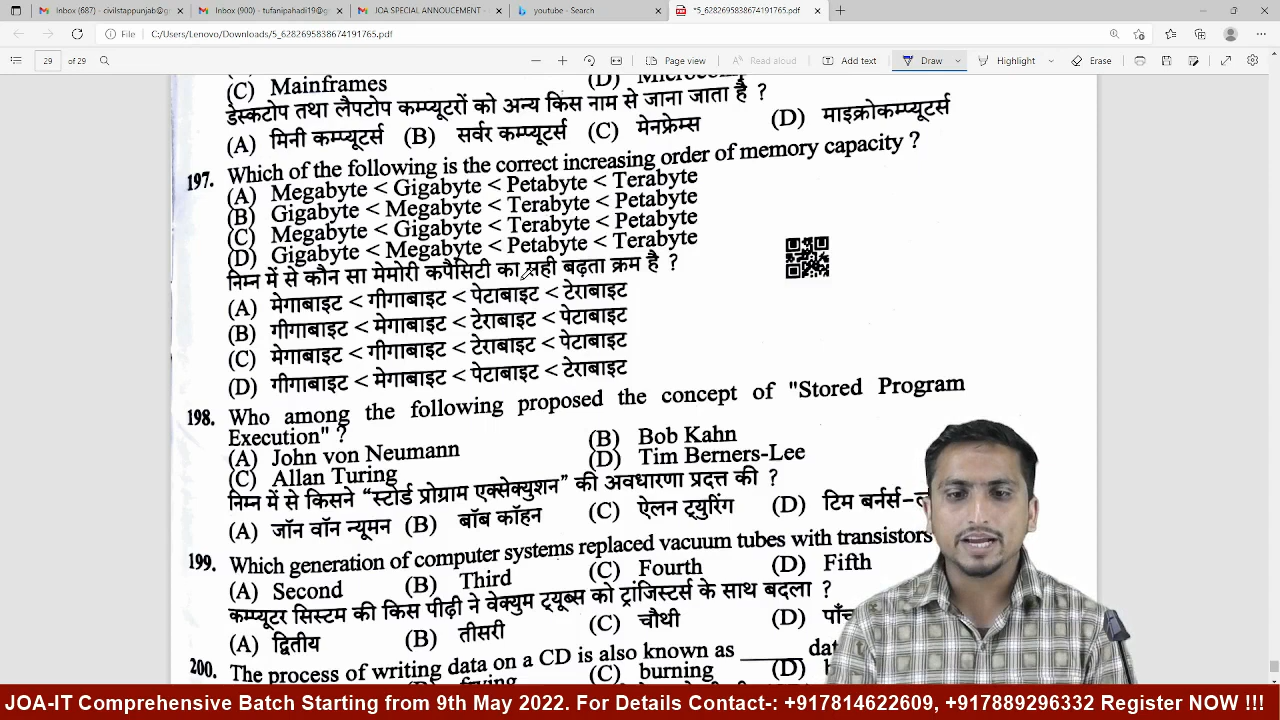 Inbox (687) - civilstappunjab@g
Inbox (900) - tufanipahadi19@g
JOA SPECIAL ANNOUCEMENT -
youtube - Search
*5_6282695838674191765.pdf
File C:/Users/Lenovo/Downloads/5_6282695838674191765.pdf
29 of 29
Page view
Read aloud
Add text
Draw
Highlight
Erase
(C) Mainframes (D)
डेस्कटोप तथा लैपटोप कम्प्यूटरों को अन्य किस नाम से जाना जाता है ?
(A) मिनी कम्प्यूटर्स (B) सर्वर कम्प्यूटर्स (C) मेनफ्रेम्स (D) माइक्रोकम्प्यूटर्स
197. Which of the following is the correct increasing order of memory capacity ?
(A) Megabyte < Gigabyte < Petabyte < Terabyte
(B) Gigabyte < Megabyte < Terabyte < Petabyte
(C) Megabyte < Gigabyte < Terabyte < Petabyte
(D) Gigabyte < Megabyte < Petabyte < Terabyte
निम्न में से कौन सा मेमोरी कपैसिटी का सही बढ़ता क्रम है ?
(A) मेगाबाइट < गीगाबाइट < पेटाबाइट < टेराबाइट
(B) गीगाबाइट < मेगाबाइट < टेराबाइट < पेटाबाइट
(C) मेगाबाइट < गीगाबाइट < टेराबाइट < पेटाबाइट
(D) गीगाबाइट < मेगाबाइट < पेटाबाइट < टेराबाइट
198. Who among the following proposed the concept of "Stored Program
Execution" ?
(A) John von Neumann (B) Bob Kahn
(C) Allan Turing (D) Tim Berners-Lee
निम्न में से किसने “स्टोर्ड प्रोग्राम एक्सेक्युशन” की अवधारणा प्रदत्त की ?
(A) जॉन वॉन न्यूमन (B) बॉब कॉहन (C) ऐलन ट्युरिंग (D) टिम बर्नर्स-
199. Which generation of computer systems replaced vacuum tubes with transistors
(A) Second (B) Third (C) Fourth (D) Fifth
कम्प्यूटर सिस्टम की किस पीढ़ी ने वेक्युम ट्यूब्स को ट्रांजिस्टर्स के साथ बदला ?
(A) द्वितीय (B) तीसरी (C) चौथी (D)
200. The process of writing data on a CD is also known as ______
(C) burning (D)
JOA-IT Comprehensive Batch Starting from 9th May 2022. For Details Contact-: +917814622609, +917889296332 Register NOW !!!